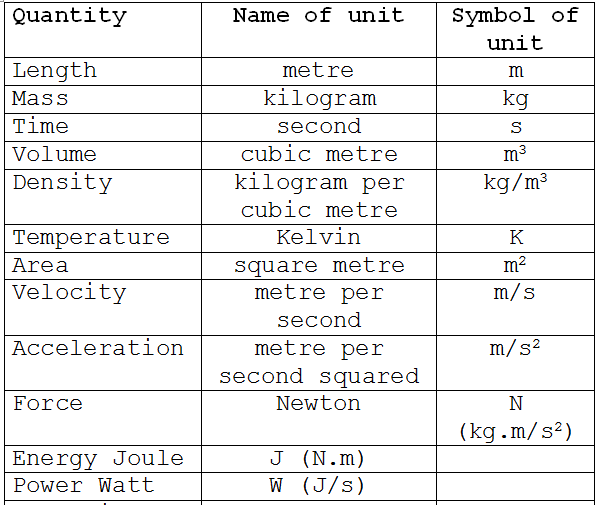 Quantity Name of unit Symbol of
unit
Length metre m
Mass kilogram kg
Time second s
Volume cubic metre m³
Density kilogram per kg/m³
cubic metre
Temperature Kelvin K
Area square metre m²
Velocity metre per m/s
second
Acceleration metre per m/s²
second squared
Force Newton N
(kg.m/s²)
Energy Joule J (N.m)
Power Watt W (J/s)